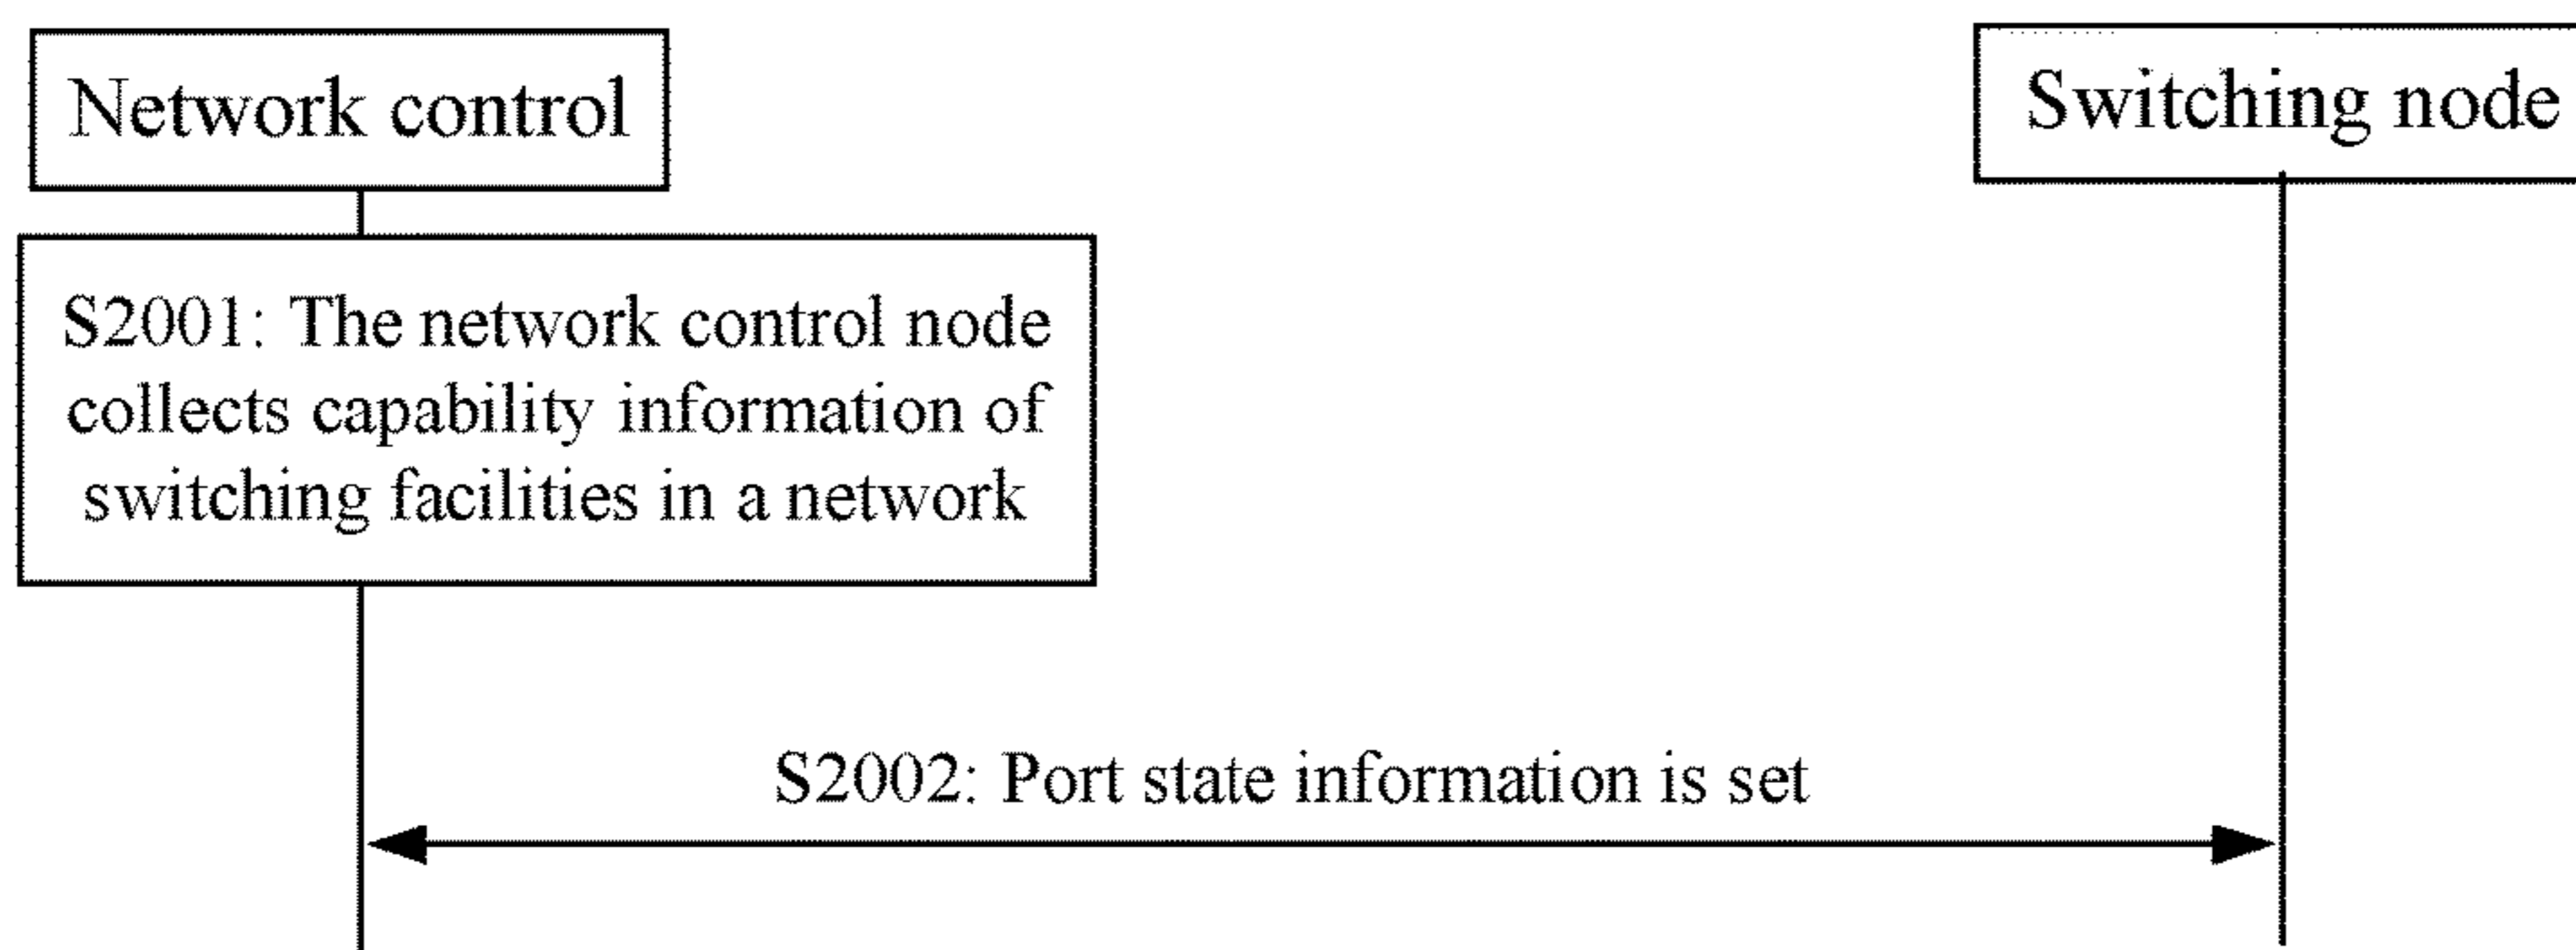 Network control
Switching node
S2001: The network control node
collects capability information of
switching facilities in a network
S2002: Port state information is set